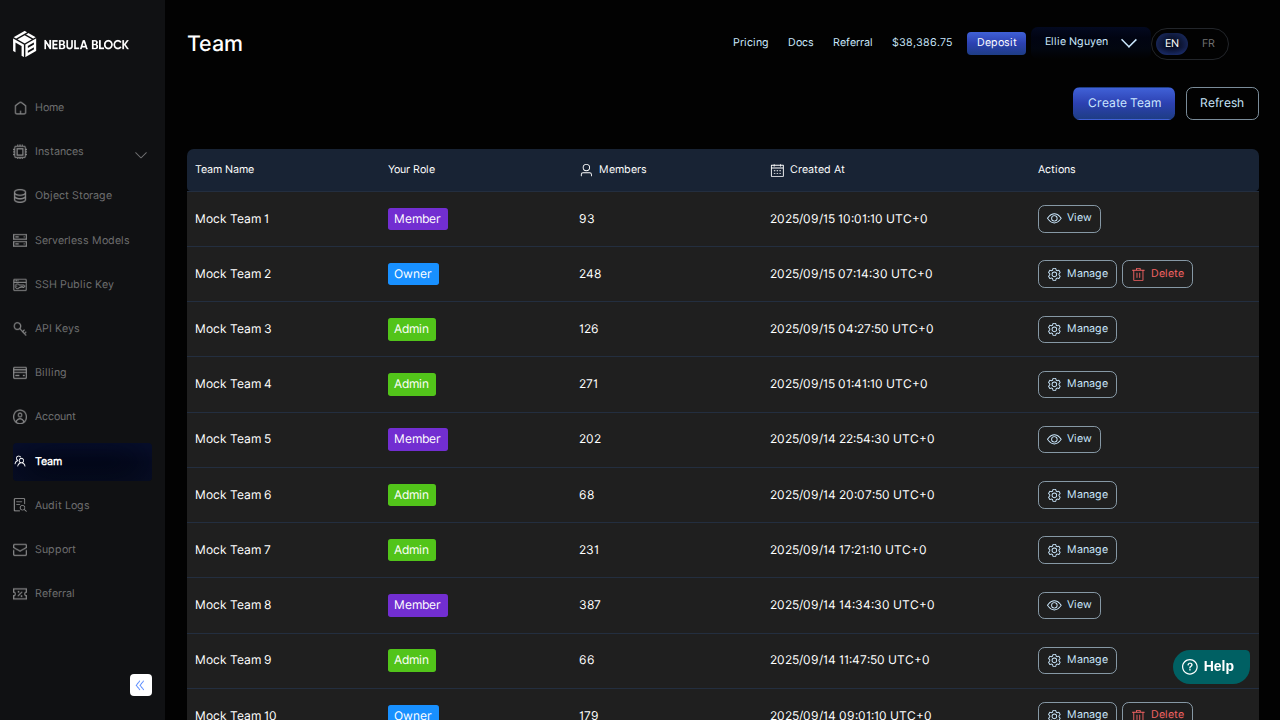 NEBULA BLOCK
Team
Pricing
Docs
Referral
$38,386.75
Deposit
Ellie Nguyen
EN
FR
Home
Instances
Object Storage
Serverless Models
SSH Public Key
API Keys
Billing
Account
Team
Audit Logs
Support
Referral
Create Team
Refresh
Team Name Your Role Members Created At Actions
Mock Team 1 Member 93 2025/09/15 10:01:10 UTC+0 View
Mock Team 2 Owner 248 2025/09/15 07:14:30 UTC+0 Manage Delete
Mock Team 3 Admin 126 2025/09/15 04:27:50 UTC+0 Manage
Mock Team 4 Admin 271 2025/09/15 01:41:10 UTC+0 Manage
Mock Team 5 Member 202 2025/09/14 22:54:30 UTC+0 View
Mock Team 6 Admin 68 2025/09/14 20:07:50 UTC+0 Manage
Mock Team 7 Admin 231 2025/09/14 17:21:10 UTC+0 Manage
Mock Team 8 Member 387 2025/09/14 14:34:30 UTC+0 View
Mock Team 9 Admin 66 2025/09/14 11:47:50 UTC+0 Manage
Mock Team 10 Owner 179 2025/09/14 09:01:10 UTC+0 Manage Delete
Help